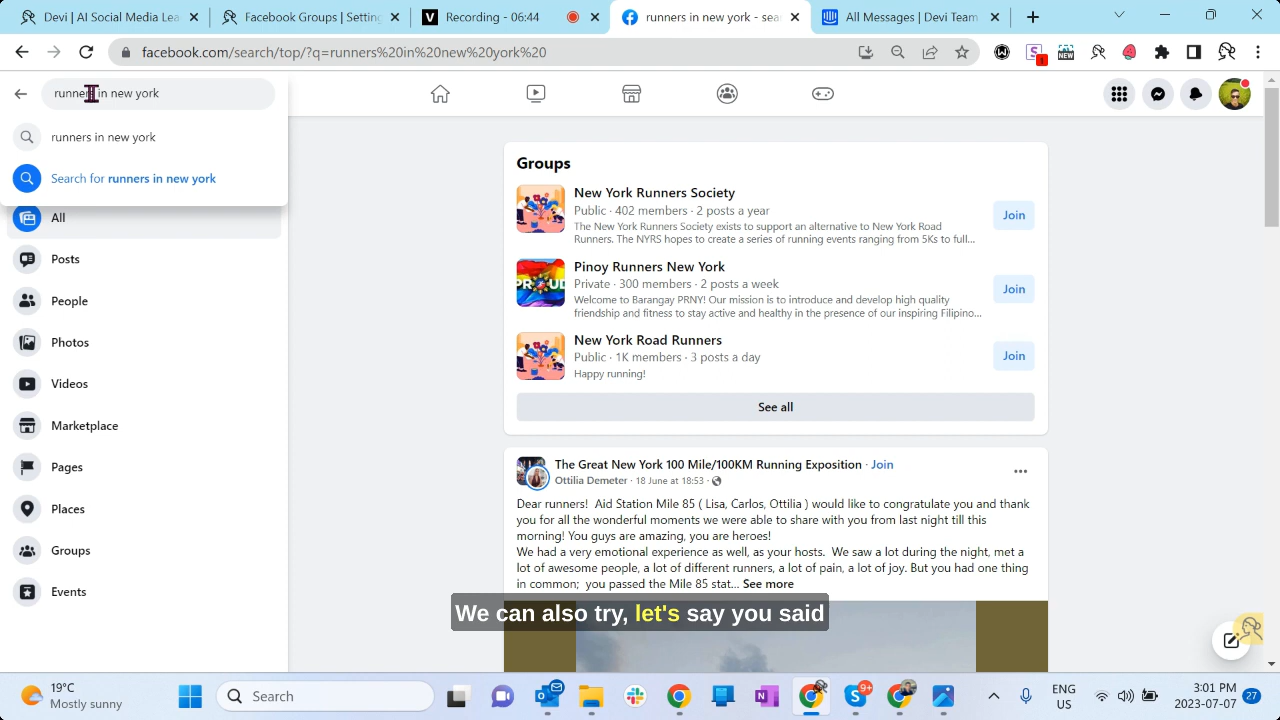 Devi | AI Social Media
Facebook Groups | Setting
Recording - 06:44
runners in new york - sea
All Messages | Devi Team
facebook.com/search/top/?q=runners%20in%20new%20york%20
1
NEW
runners in new york
runners in new york
Search for runners in new york
All
Posts
People
Photos
Videos
Marketplace
Pages
Places
Groups
Events
Groups
New York Runners Society
Public · 402 members · 2 posts a year
The New York Runners Society exists to support an alternative to New York Road
Runners. The NYRS hopes to create a series of running events ranging from 5Ks to full...
Join
PROUD
Pinoy Runners New York
Private · 300 members · 2 posts a week
Welcome to Barangay PRNY! Our mission is to introduce and develop high quality
friendship and fitness to stay active and healthy in the presence of our inspiring Filipino...
Join
New York Road Runners
Public · 1K members · 3 posts a day
Happy running!
Join
See all
The Great New York 100 Mile/100KM Running Exposition · Join
Ottilia Demeter · 18 June at 18:53 ·
Dear runners! Aid Station Mile 85 ( Lisa, Carlos, Ottilia ) would like to congratulate you and thank
you for all the wonderful moments we were able to share with you from last night till this
morning! You guys are amazing, you are heroes!
We had a very emotional experience as well, as your hosts. We saw a lot during the night, met a
lot of awesome people, a lot of different runners, a lot of pain, a lot of joy. But you had one thing
in common; you passed the Mile 85 stat... See more
We can also try, let's say you said
19°C
Mostly sunny
Search
9+
ENG
US
3:01 PM
2023-07-07
27